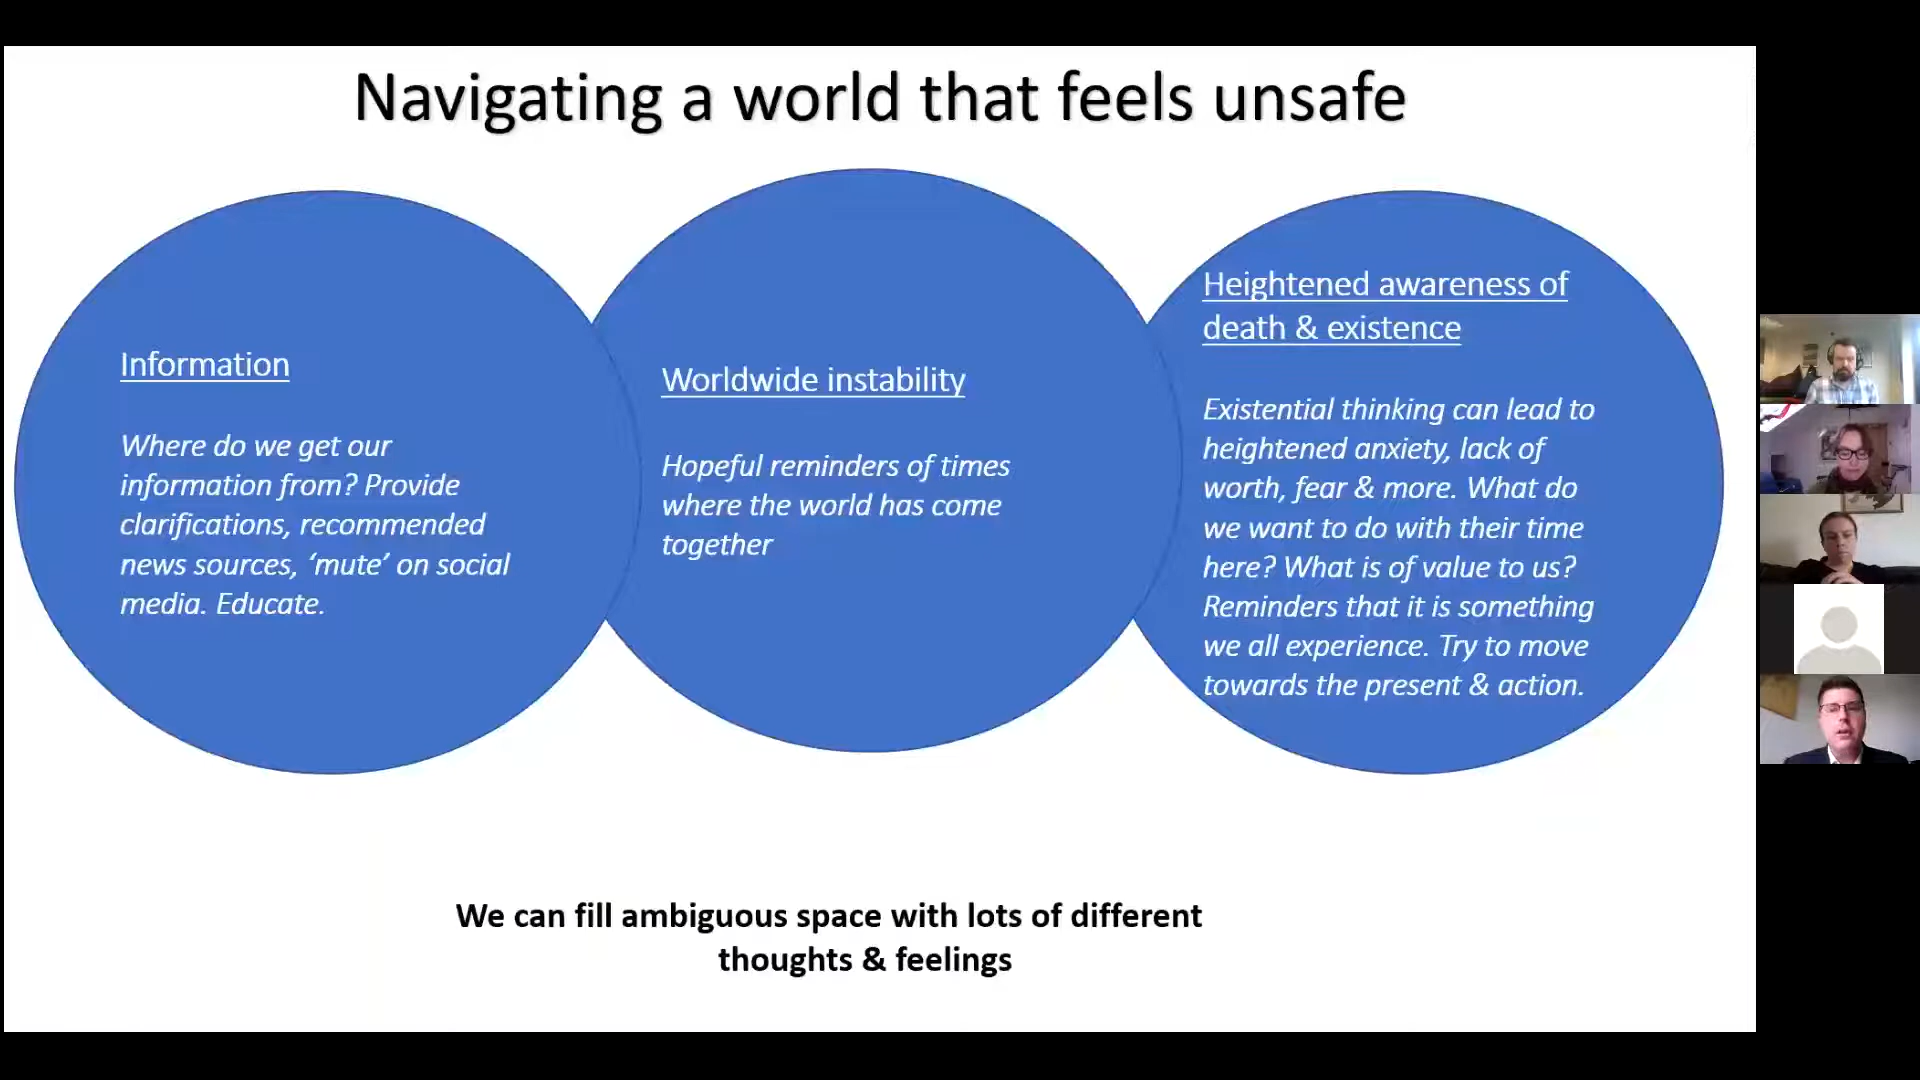 Navigating a world that feels unsafe
Information
Where do we get our
information from? Provide
clarifications, recommended
news sources, ‘mute’ on social
media. Educate.
Worldwide instability
Hopeful reminders of times
where the world has come
together
Heightened awareness of
death & existence
Existential thinking can lead to
heightened anxiety, lack of
worth, fear & more. What do
we want to do with their time
here? What is of value to us?
Reminders that it is something
we all experience. Try to move
towards the present & action.
We can fill ambiguous space with lots of different
thoughts & feelings